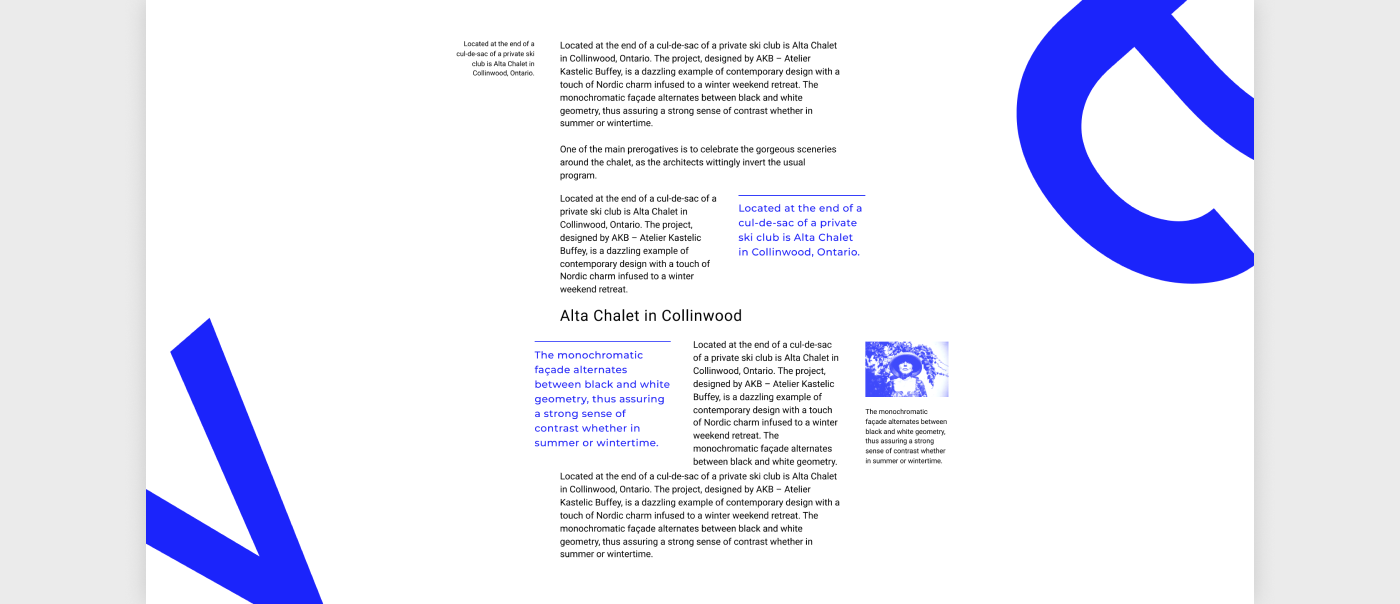 Located at the end of a
cul-de-sac of a private ski
club is Alta Chalet in
Collinwood, Ontario.
Located at the end of a cul-de-sac of a private ski club is Alta Chalet
in Collinwood, Ontario. The project, designed by AKB – Atelier
Kastelic Buffey, is a dazzling example of contemporary design with a
touch of Nordic charm infused to a winter weekend retreat. The
monochromatic façade alternates between black and white
geometry, thus assuring a strong sense of contrast whether in
summer or wintertime.
One of the main prerogatives is to celebrate the gorgeous sceneries
around the chalet, as the architects wittingly invert the usual
program.
Located at the end of a cul-de-sac of a
private ski club is Alta Chalet in
Collinwood, Ontario. The project,
designed by AKB – Atelier Kastelic
Buffey, is a dazzling example of
contemporary design with a touch of
Nordic charm infused to a winter
weekend retreat.
Located at the end of a
cul-de-sac of a private
ski club is Alta Chalet
in Collinwood, Ontario.
Alta Chalet in Collinwood
The monochromatic
façade alternates
between black and white
geometry, thus assuring
a strong sense of
contrast whether in
summer or wintertime.
Located at the end of a cul-de-sac
of a private ski club is Alta Chalet in
Collinwood, Ontario. The project,
designed by AKB – Atelier Kastelic
Buffey, is a dazzling example of
contemporary design with a touch
of Nordic charm infused to a winter
weekend retreat. The
monochromatic façade alternates
between black and white geometry.
The monochromatic
façade alternates between
black and white geometry,
thus assuring a strong
sense of contrast whether
in summer or wintertime.
Located at the end of a cul-de-sac of a private ski club is Alta Chalet
in Collinwood, Ontario. The project, designed by AKB – Atelier
Kastelic Buffey, is a dazzling example of contemporary design with a
touch of Nordic charm infused to a winter weekend retreat. The
monochromatic façade alternates between black and white
geometry, thus assuring a strong sense of contrast whether in
summer or wintertime.